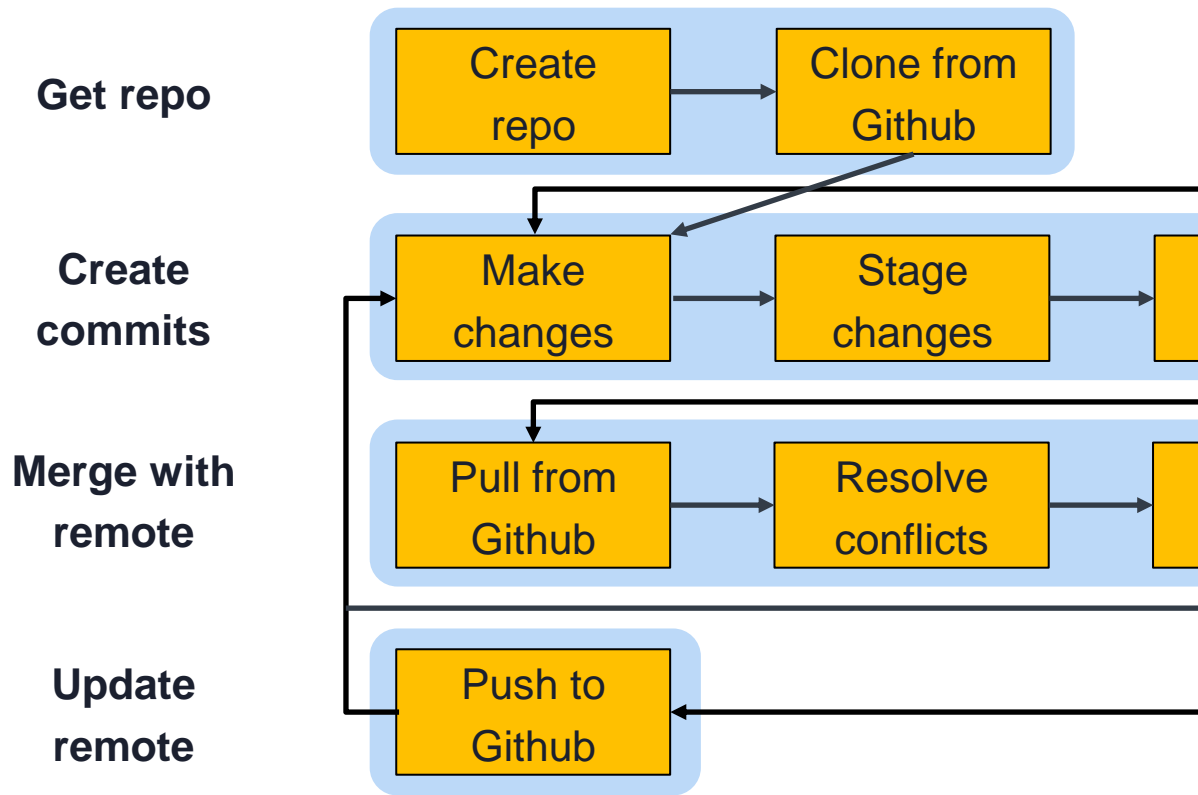 Get repo
Create
repo
Clone from
Github
Create
commits
Make
changes
Stage
changes
Merge with
remote
Pull from
Github
Resolve
conflicts
Update
remote
Push to
Github